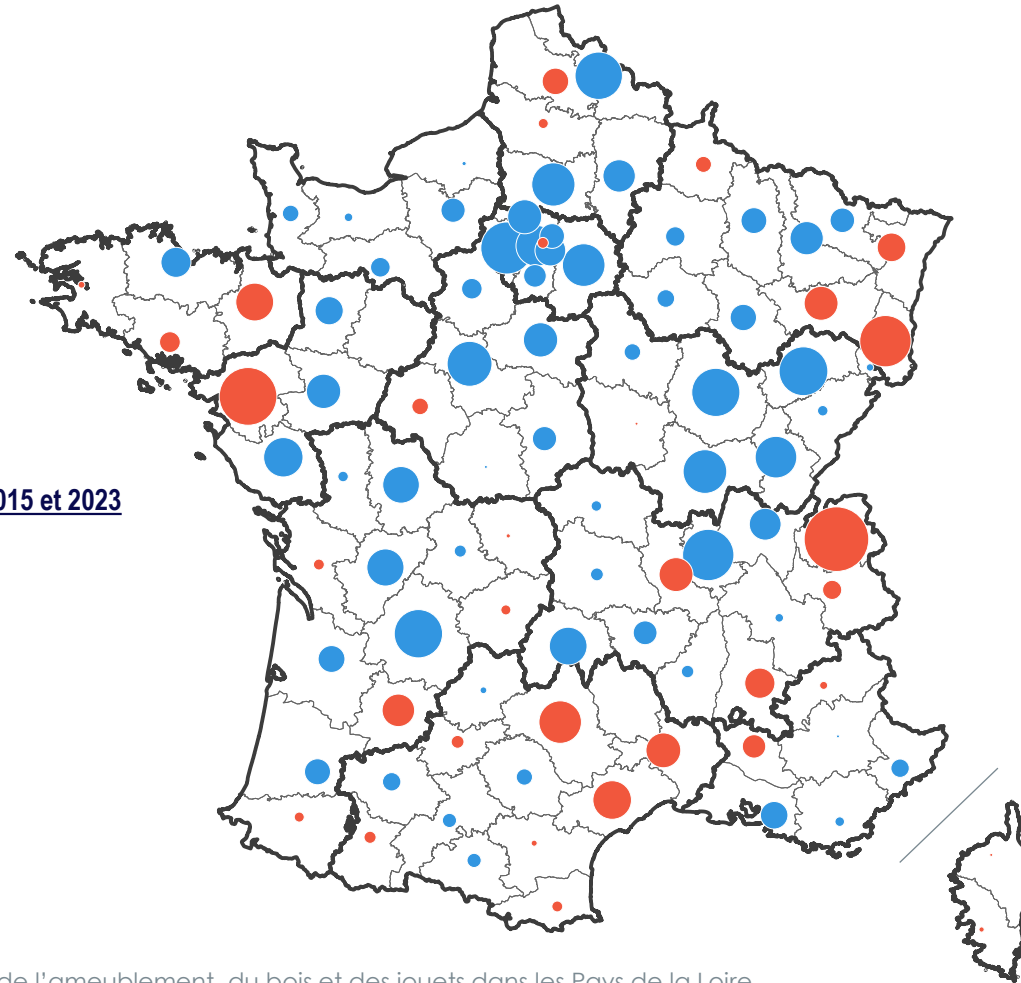 015 et 2023
de l'ameublement, du bois et des jouets dans les Pays de la Loire